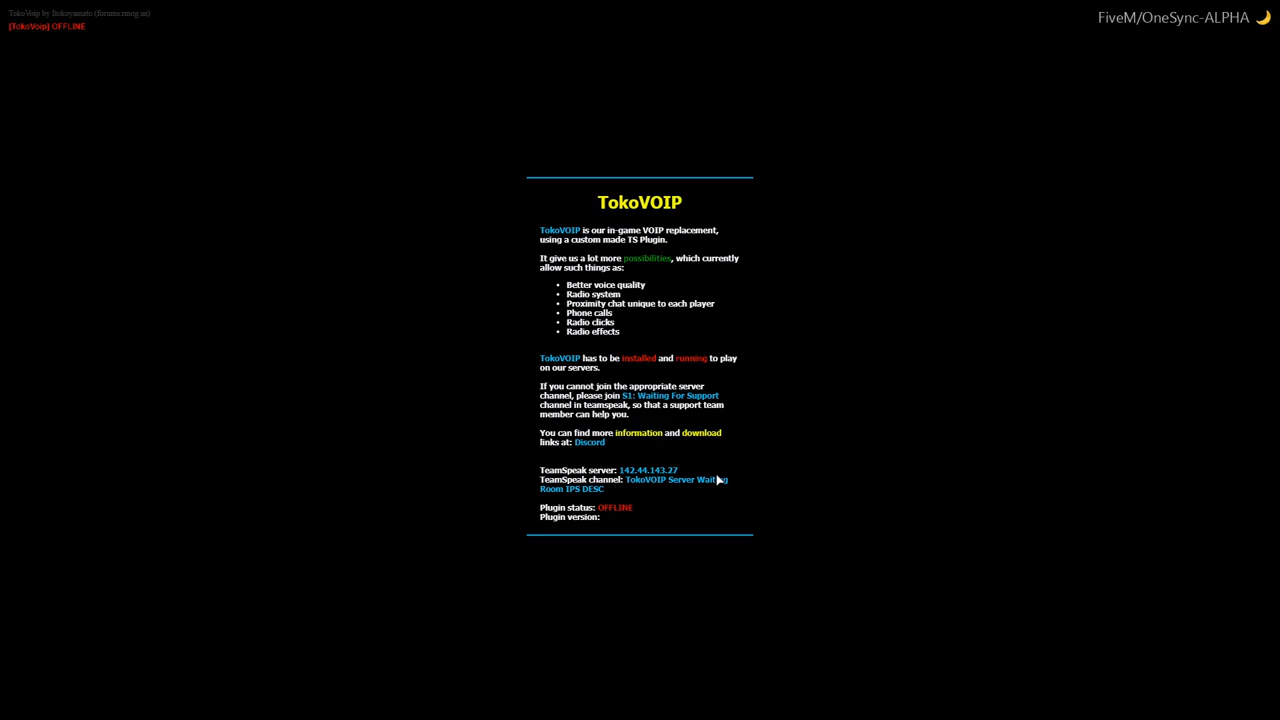 TokoVoip by Itokoyamato (forums.rmog.us)
[TokoVoip] OFFLINE
FiveM/OneSync-ALPHA 🌙
TokoVOIP
TokoVOIP is our in-game VOIP replacement,
using a custom made TS Plugin.
It give us a lot more possibilities, which currently
allow such things as:
• Better voice quality
• Radio system
• Proximity chat unique to each player
• Phone calls
• Radio clicks
• Radio effects
TokoVOIP has to be installed and running to play
on our servers.
If you cannot join the appropriate server
channel, please join S1: Waiting For Support
channel in teamspeak, so that a support team
member can help you.
You can find more information and download
links at: Discord
TeamSpeak server: 142.44.143.27
TeamSpeak channel: TokoVOIP Server Waiting
Room IPS DESC
Plugin status: OFFLINE
Plugin version: